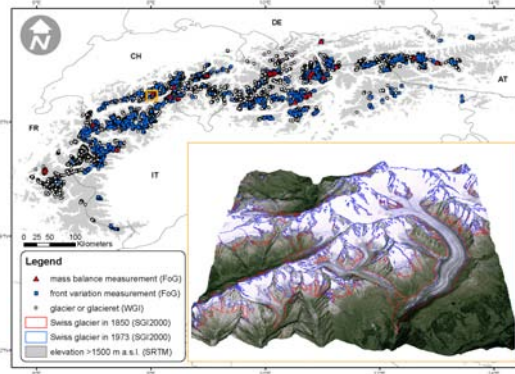 DE
CH
AT
FR
IT
N
0 25 50 100
Kilometers
Legend
mass balance measurement (FoG)
front variation measurement (FoG)
glacier or glacieret (WGI)
Swiss glacier in 1850 (SGI2000)
Swiss glacier in 1973 (SGI2000)
elevation >1500 m a.s.l. (SRTM)